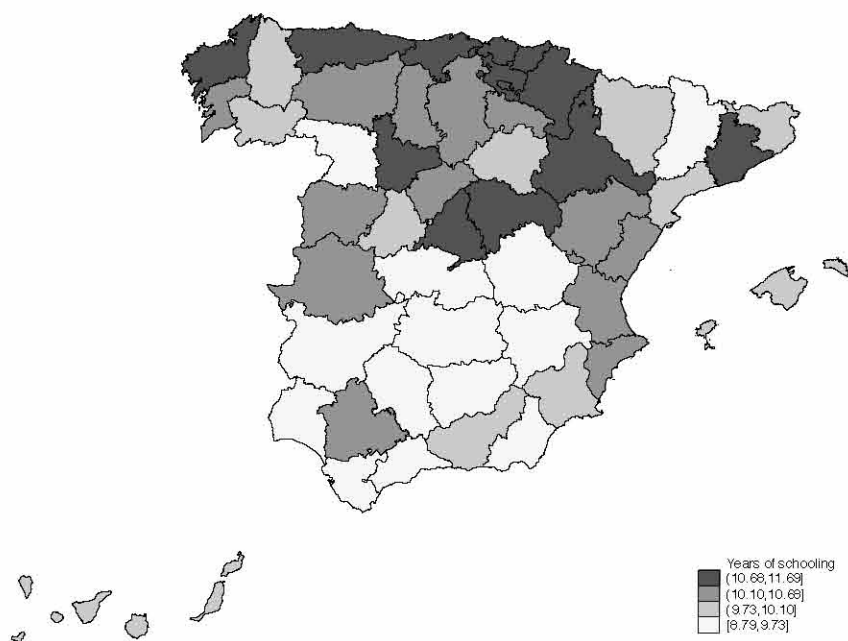 Years of schooling
(10.68,11.69]
(10.10,10.68]
(9.73,10.10]
[8.79,9.73]